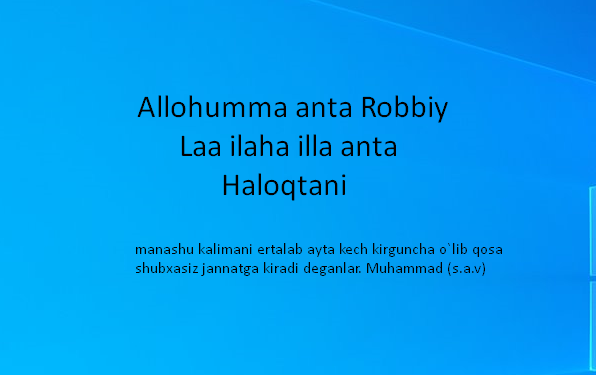 Allohumma anta Robbiy
Laa ilaha illa anta
Haloqtani
manashu kalimani ertalab ayta kech kirguncha o`lib qosa
shubxasiz jannatga kiradi deganlar. Muhammad (s.a.v)